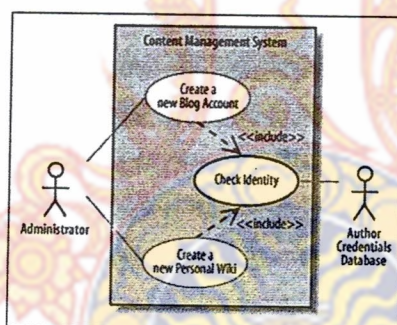 Content Management System
Create a
new Blog Account
<<include>>
Check Identity
Administrator
<<include>>
Author
Credentials
Database
Create a
new Personal Wiki